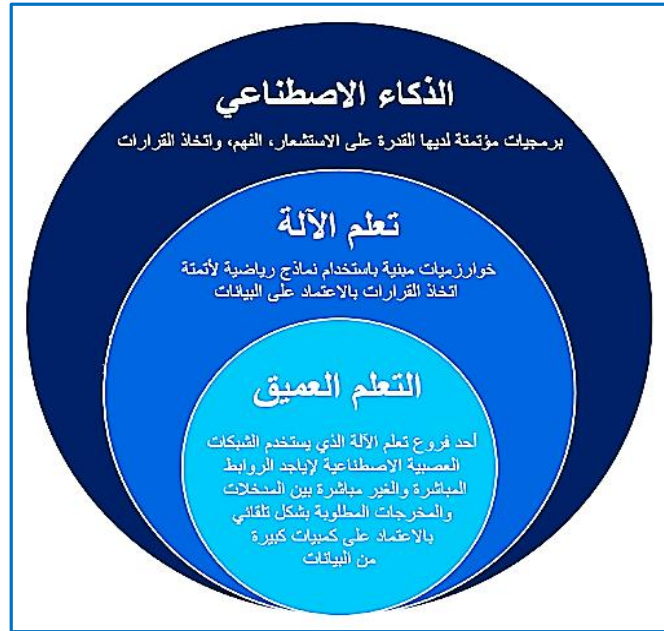 الذكاء الاصطناعي
برمجيات مؤتمتة لديها القدرة على الاستشعار، الفهم، واتخاذ القرارات
تعلم الآلة
خوارزميات مبنية باستخدام نماذج رياضية لأتمتة
اتخاذ القرارات بالاعتماد على البيانات
التعلم العميق
أحد فروع تعلم الآلة الذي يستخدم الشبكات
العصبية الاصطناعية لإياجد الروابط
المباشرة والغير مباشرة بين المدخلات
والمخرجات المطلوبة بشكل تلقائي
بالاعتماد على كميات كبيرة
من البيانات